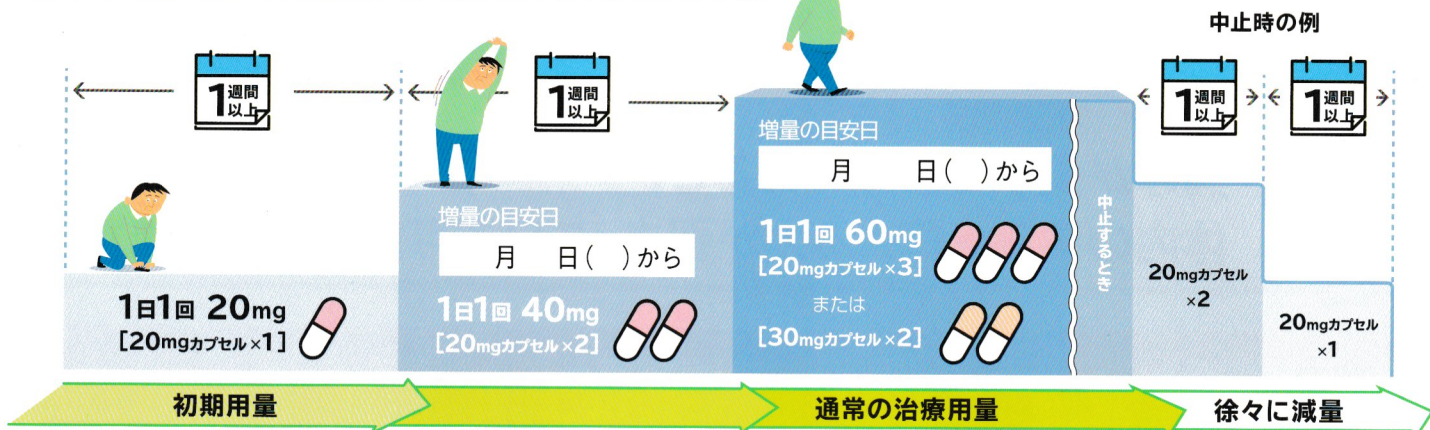 中止時の例
1週間以上
1週間以上
1週間以上
1週間以上
増量の目安日
月 日( )から
1日1回 60mg
[20mgカプセル×3]
または
[30mgカプセル×2]
中止するとき
増量の目安日
月 日( )から
1日1回 40mg
[20mgカプセル×2]
1日1回 20mg
[20mgカプセル×1]
20mgカプセル
×2
20mgカプセル
×1
初期用量
通常の治療用量
徐々に減量